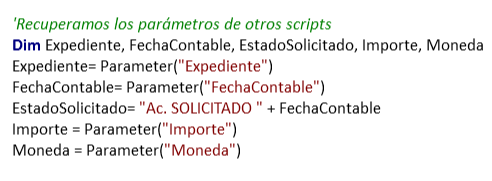 'Recuperamos los parámetros de otros scripts
Dim Expediente, FechaContable, EstadoSolicitado, Importe, Moneda
Expediente= Parameter("Expediente")
FechaContable= Parameter("FechaContable")
EstadoSolicitado= "Ac. SOLICITADO " + FechaContable
Importe = Parameter("Importe")
Moneda = Parameter("Moneda")